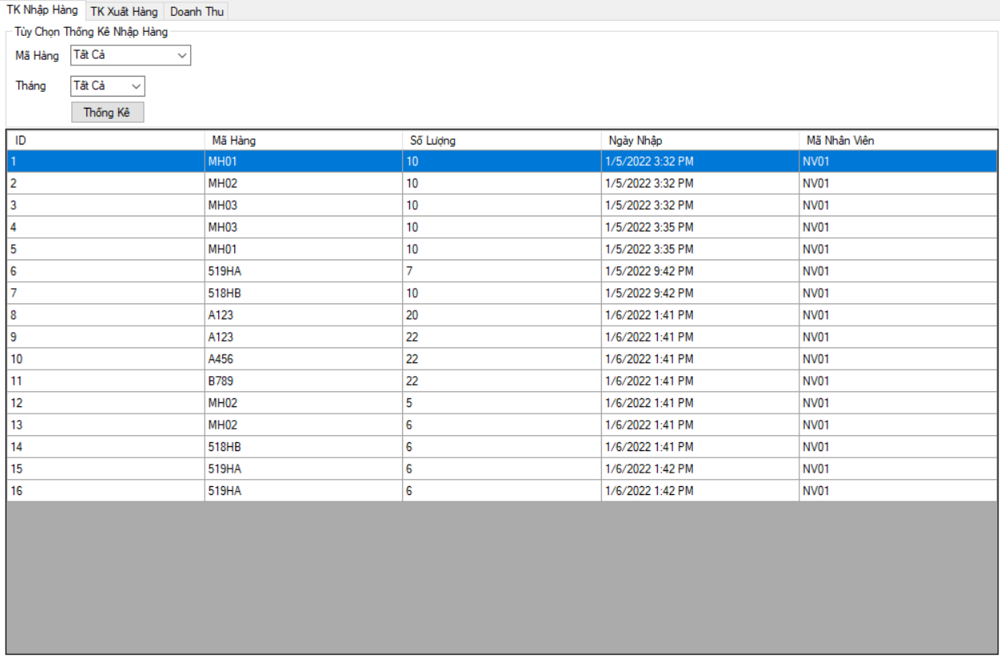 TK Nhập Hàng TK Xuất Hàng Doanh Thu
Tùy Chọn Thống Kê Nhập Hàng
Mã Hàng Tất Cả
Tháng Tất Cả
Thống Kê
ID Mã Hàng Số Lượng Ngày Nhập Mã Nhân Viên
1 MH01 10 1/5/2022 3:32 PM NV01
2 MH02 10 1/5/2022 3:32 PM NV01
3 MH03 10 1/5/2022 3:32 PM NV01
4 MH03 10 1/5/2022 3:35 PM NV01
5 MH01 10 1/5/2022 3:35 PM NV01
6 519HA 7 1/5/2022 9:42 PM NV01
7 518HB 10 1/5/2022 9:42 PM NV01
8 A123 20 1/6/2022 1:41 PM NV01
9 A123 22 1/6/2022 1:41 PM NV01
10 A456 22 1/6/2022 1:41 PM NV01
11 B789 22 1/6/2022 1:41 PM NV01
12 MH02 5 1/6/2022 1:41 PM NV01
13 MH02 6 1/6/2022 1:41 PM NV01
14 518HB 6 1/6/2022 1:41 PM NV01
15 519HA 6 1/6/2022 1:42 PM NV01
16 519HA 6 1/6/2022 1:42 PM NV01